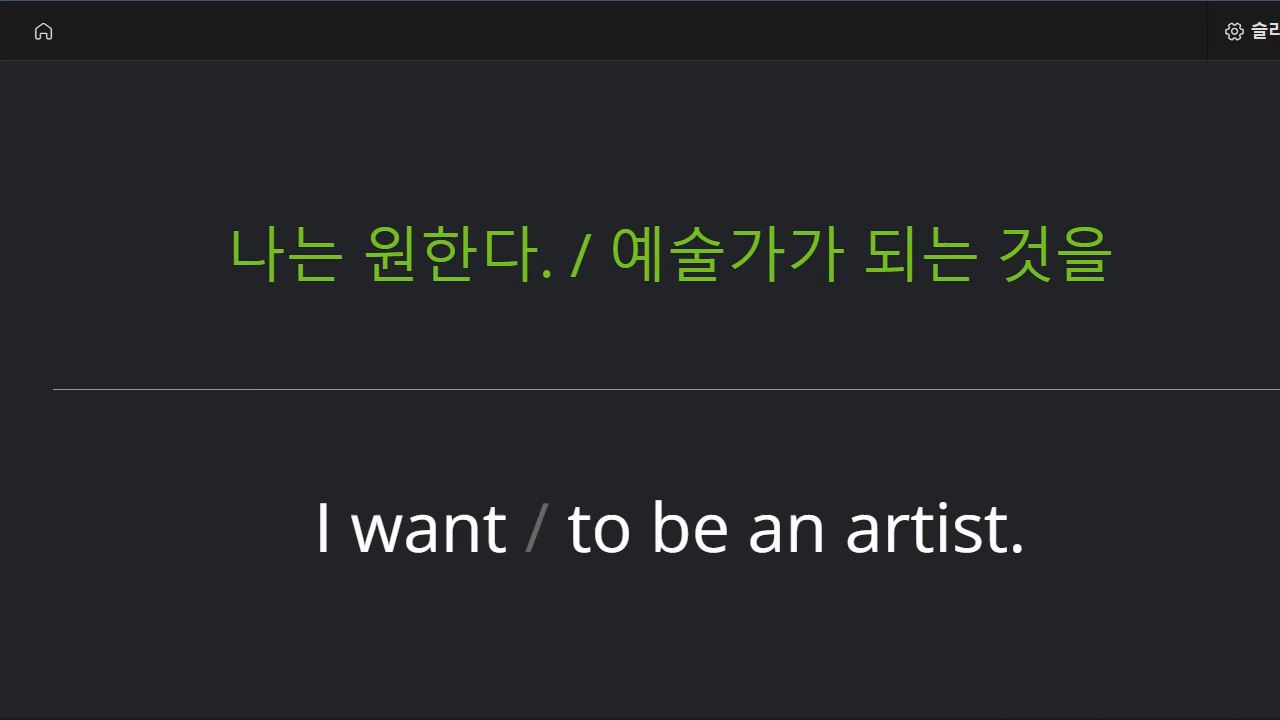 나는 원한다. / 예술가가 되는 것을
I want / to be an artist.